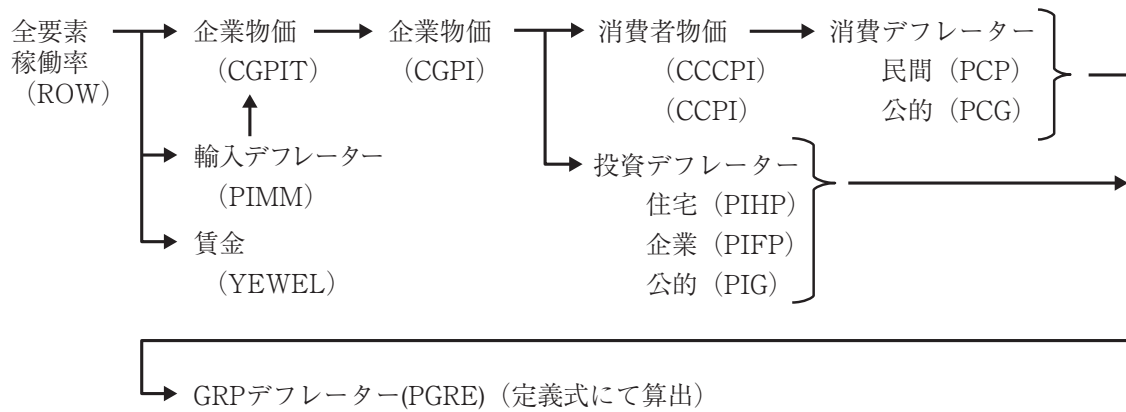 全要素
稼働率
（ROW）
企業物価
（CGPIT）
企業物価
（CGPI）
消費者物価
（CCCPI）
（CCPI）
消費デフレーター
民間（PCP）
公的（PCG）
輸入デフレーター
（PIMM）
賃金
（YEWEL）
投資デフレーター
住宅（PIHP）
企業（PIFP）
公的（PIG）
GRPデフレーター(PGRE)（定義式にて算出）